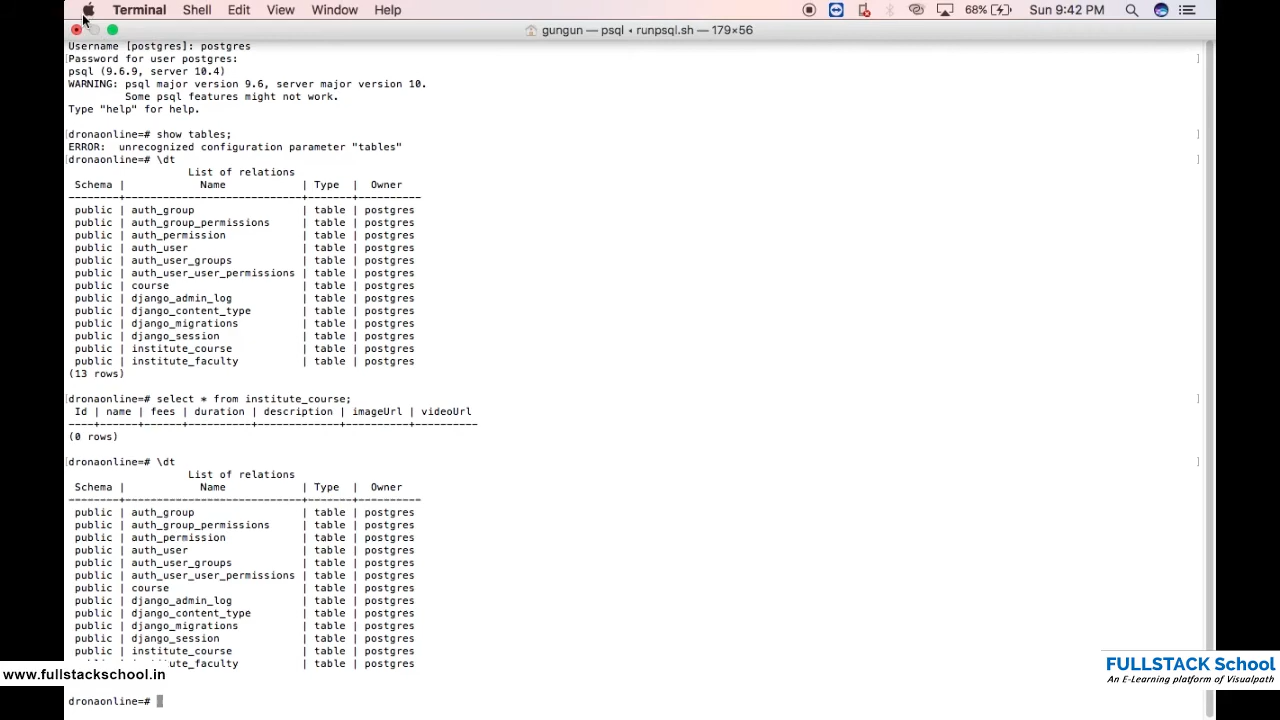 Terminal Shell Edit View Window Help 68% Sun 9:42 PM
gungun — psql ◂ runpsql.sh — 179×56
Username [postgres]: postgres
Password for user postgres:
psql (9.6.9, server 10.4)
WARNING: psql major version 9.6, server major version 10.
         Some psql features might not work.
Type "help" for help.
dronaonline=# show tables;
ERROR:  unrecognized configuration parameter "tables"
dronaonline=# \dt
                   List of relations
 Schema |            Name            | Type  |  Owner
--------+----------------------------+-------+----------
 public | auth_group                 | table | postgres
 public | auth_group_permissions     | table | postgres
 public | auth_permission            | table | postgres
 public | auth_user                  | table | postgres
 public | auth_user_groups           | table | postgres
 public | auth_user_user_permissions | table | postgres
 public | course                     | table | postgres
 public | django_admin_log           | table | postgres
 public | django_content_type        | table | postgres
 public | django_migrations          | table | postgres
 public | django_session             | table | postgres
 public | institute_course           | table | postgres
 public | institute_faculty          | table | postgres
(13 rows)
dronaonline=# select * from institute_course;
 Id | name | fees | duration | description | imageUrl | videoUrl
----+------+------+----------+-------------+----------+----------
(0 rows)
dronaonline=# \dt
                   List of relations
 Schema |            Name            | Type  |  Owner
--------+----------------------------+-------+----------
 public | auth_group                 | table | postgres
 public | auth_group_permissions     | table | postgres
 public | auth_permission            | table | postgres
 public | auth_user                  | table | postgres
 public | auth_user_groups           | table | postgres
 public | auth_user_user_permissions | table | postgres
 public | course                     | table | postgres
 public | django_admin_log           | table | postgres
 public | django_content_type        | table | postgres
 public | django_migrations          | table | postgres
 public | django_session             | table | postgres
 public | institute_course           | table | postgres
 institute_faculty          | table | postgres
www.fullstackschool.in
FULLSTACK School
An E-Learning platform of Visualpath
dronaonline=#